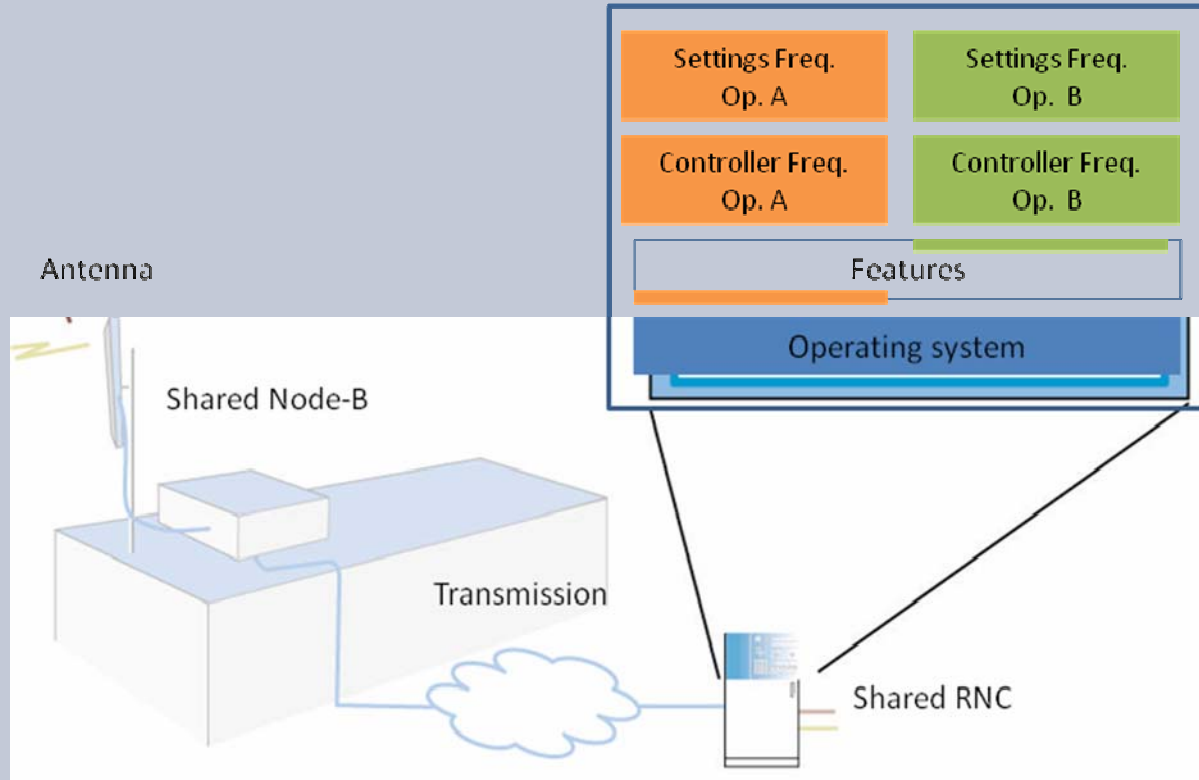 Settings Freq.
Op. A
Settings Freq.
Op. B
Controller Freq.
Op. A
Controller Freq.
Op. B
Antenna
Features
Operating system
Shared Node-B
Transmission
Shared RNC